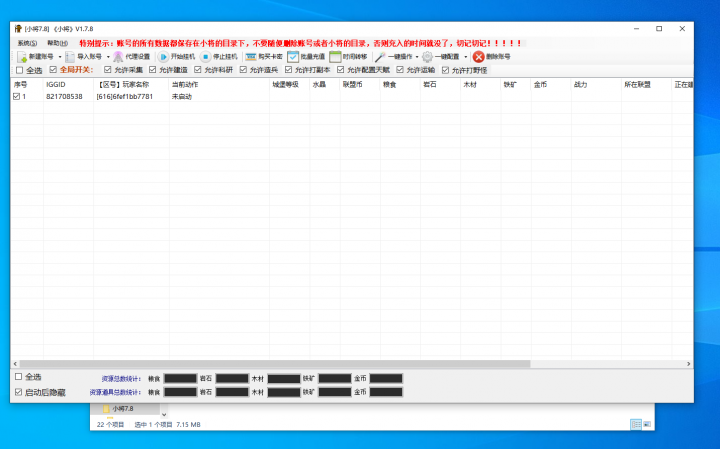 [小将7.8] 《小将》 V1.7.8
系统(S) 帮助(H) 特别提示：账号的所有数据都保存在小将的目录下，不要随便删除账号或者小将的目录，否则充入的时间就没了，切记切记！！！！！
新建账号 导入账号 代理设置 开始挂机 停止挂机 购买卡密 批量充值 时间转移 一键操作 一键配置 删除账号
全选 全局开关： 允许采集 允许建造 允许科研 允许造兵 允许打副本 允许配置天赋 允许运输 允许打野怪
序号 IGGID 【区号】玩家名称 当前动作 城堡等级 水晶 联盟币 粮食 岩石 木材 铁矿 金币 战力 所在联盟 正在建
1 821708538 [616]6fef1bb7781 未启动
全选 资源总数统计： 粮食 岩石 木材 铁矿 金币
启动后隐藏 资源道具总数统计： 粮食 岩石 木材 铁矿 金币
小将7.8
22 个项目 选中 1 个项目 7.15 MB